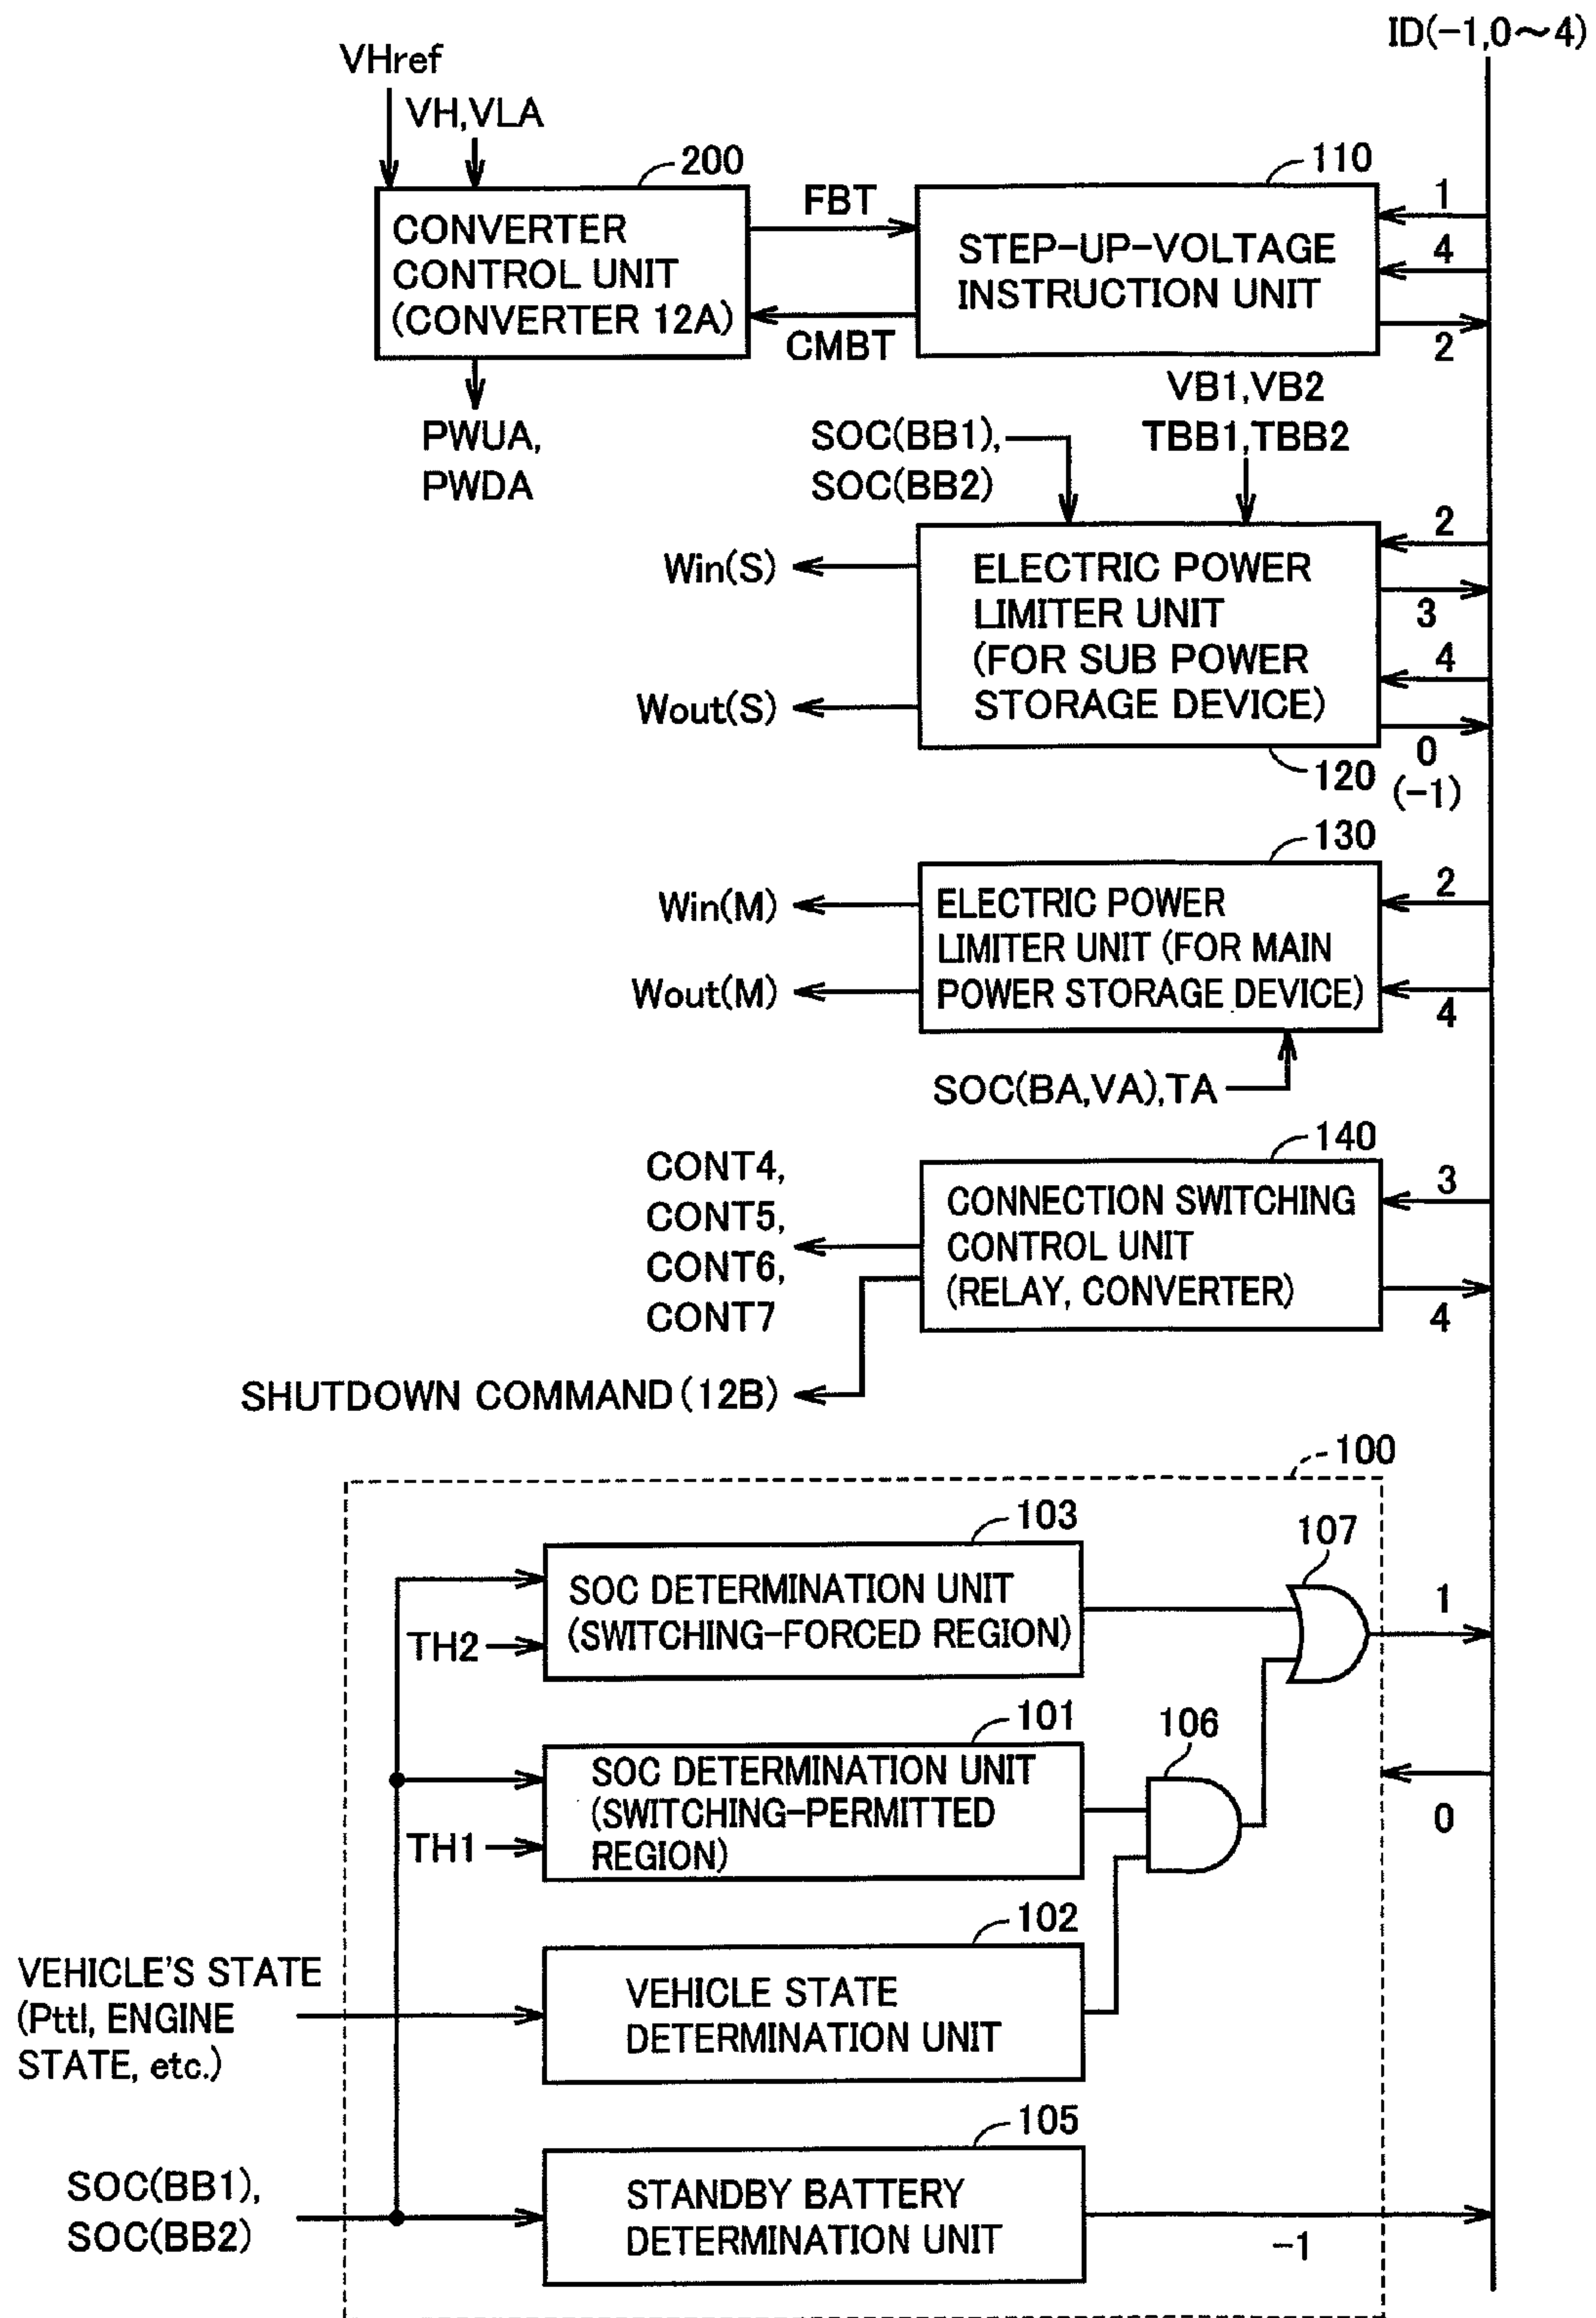 ID(-1,0～4)
VHref
VH,VLA
200
110
CONVERTER
CONTROL UNIT
(CONVERTER 12A)
FBT
CMBT
STEP-UP-VOLTAGE
INSTRUCTION UNIT
1
4
2
PWUA,
PWDA
SOC(BB1),
SOC(BB2)
VB1,VB2
TBB1,TBB2
Win(S)
Wout(S)
ELECTRIC POWER
LIMITER UNIT
(FOR SUB POWER
STORAGE DEVICE)
2
3
4
0
(-1)
120
130
Win(M)
Wout(M)
ELECTRIC POWER
LIMITER UNIT (FOR MAIN
POWER STORAGE DEVICE)
2
4
SOC(BA,VA),TA
140
CONT4,
CONT5,
CONT6,
CONT7
CONNECTION SWITCHING
CONTROL UNIT
(RELAY, CONVERTER)
3
4
SHUTDOWN COMMAND(12B)
100
103
107
SOC DETERMINATION UNIT
(SWITCHING-FORCED REGION)
TH2
1
101
106
SOC DETERMINATION UNIT
(SWITCHING-PERMITTED
REGION)
TH1
0
102
VEHICLE'S STATE
(Pttl, ENGINE
STATE, etc.)
VEHICLE STATE
DETERMINATION UNIT
105
SOC(BB1),
SOC(BB2)
STANDBY BATTERY
DETERMINATION UNIT
-1